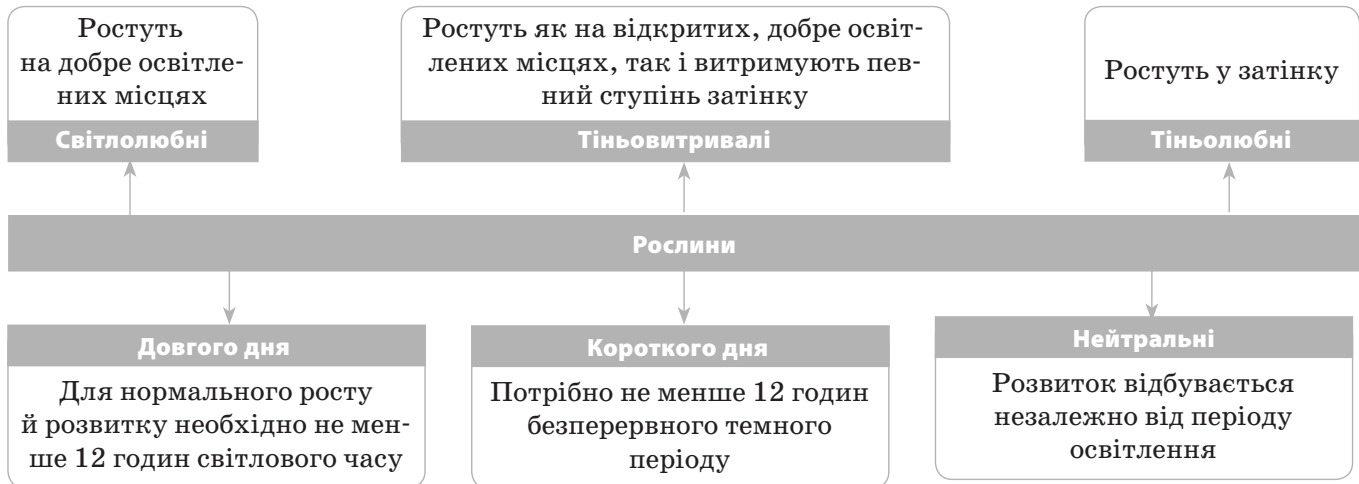 Ростуть
на добре освітле-
них місцях
Світлолюбні
Ростуть як на відкритих, добре освіт-
лених місцях, так і витримують пев-
ний ступінь затінку
Тіньовитривалі
Ростуть у затінку
Тіньолюбні
Рослини
Довгого дня
Для нормального росту
й розвитку необхідно не мен-
ше 12 годин світлового часу
Короткого дня
Потрібно не менше 12 годин
безперервного темного
періоду
Нейтральні
Розвиток відбувається
незалежно від періоду
освітлення